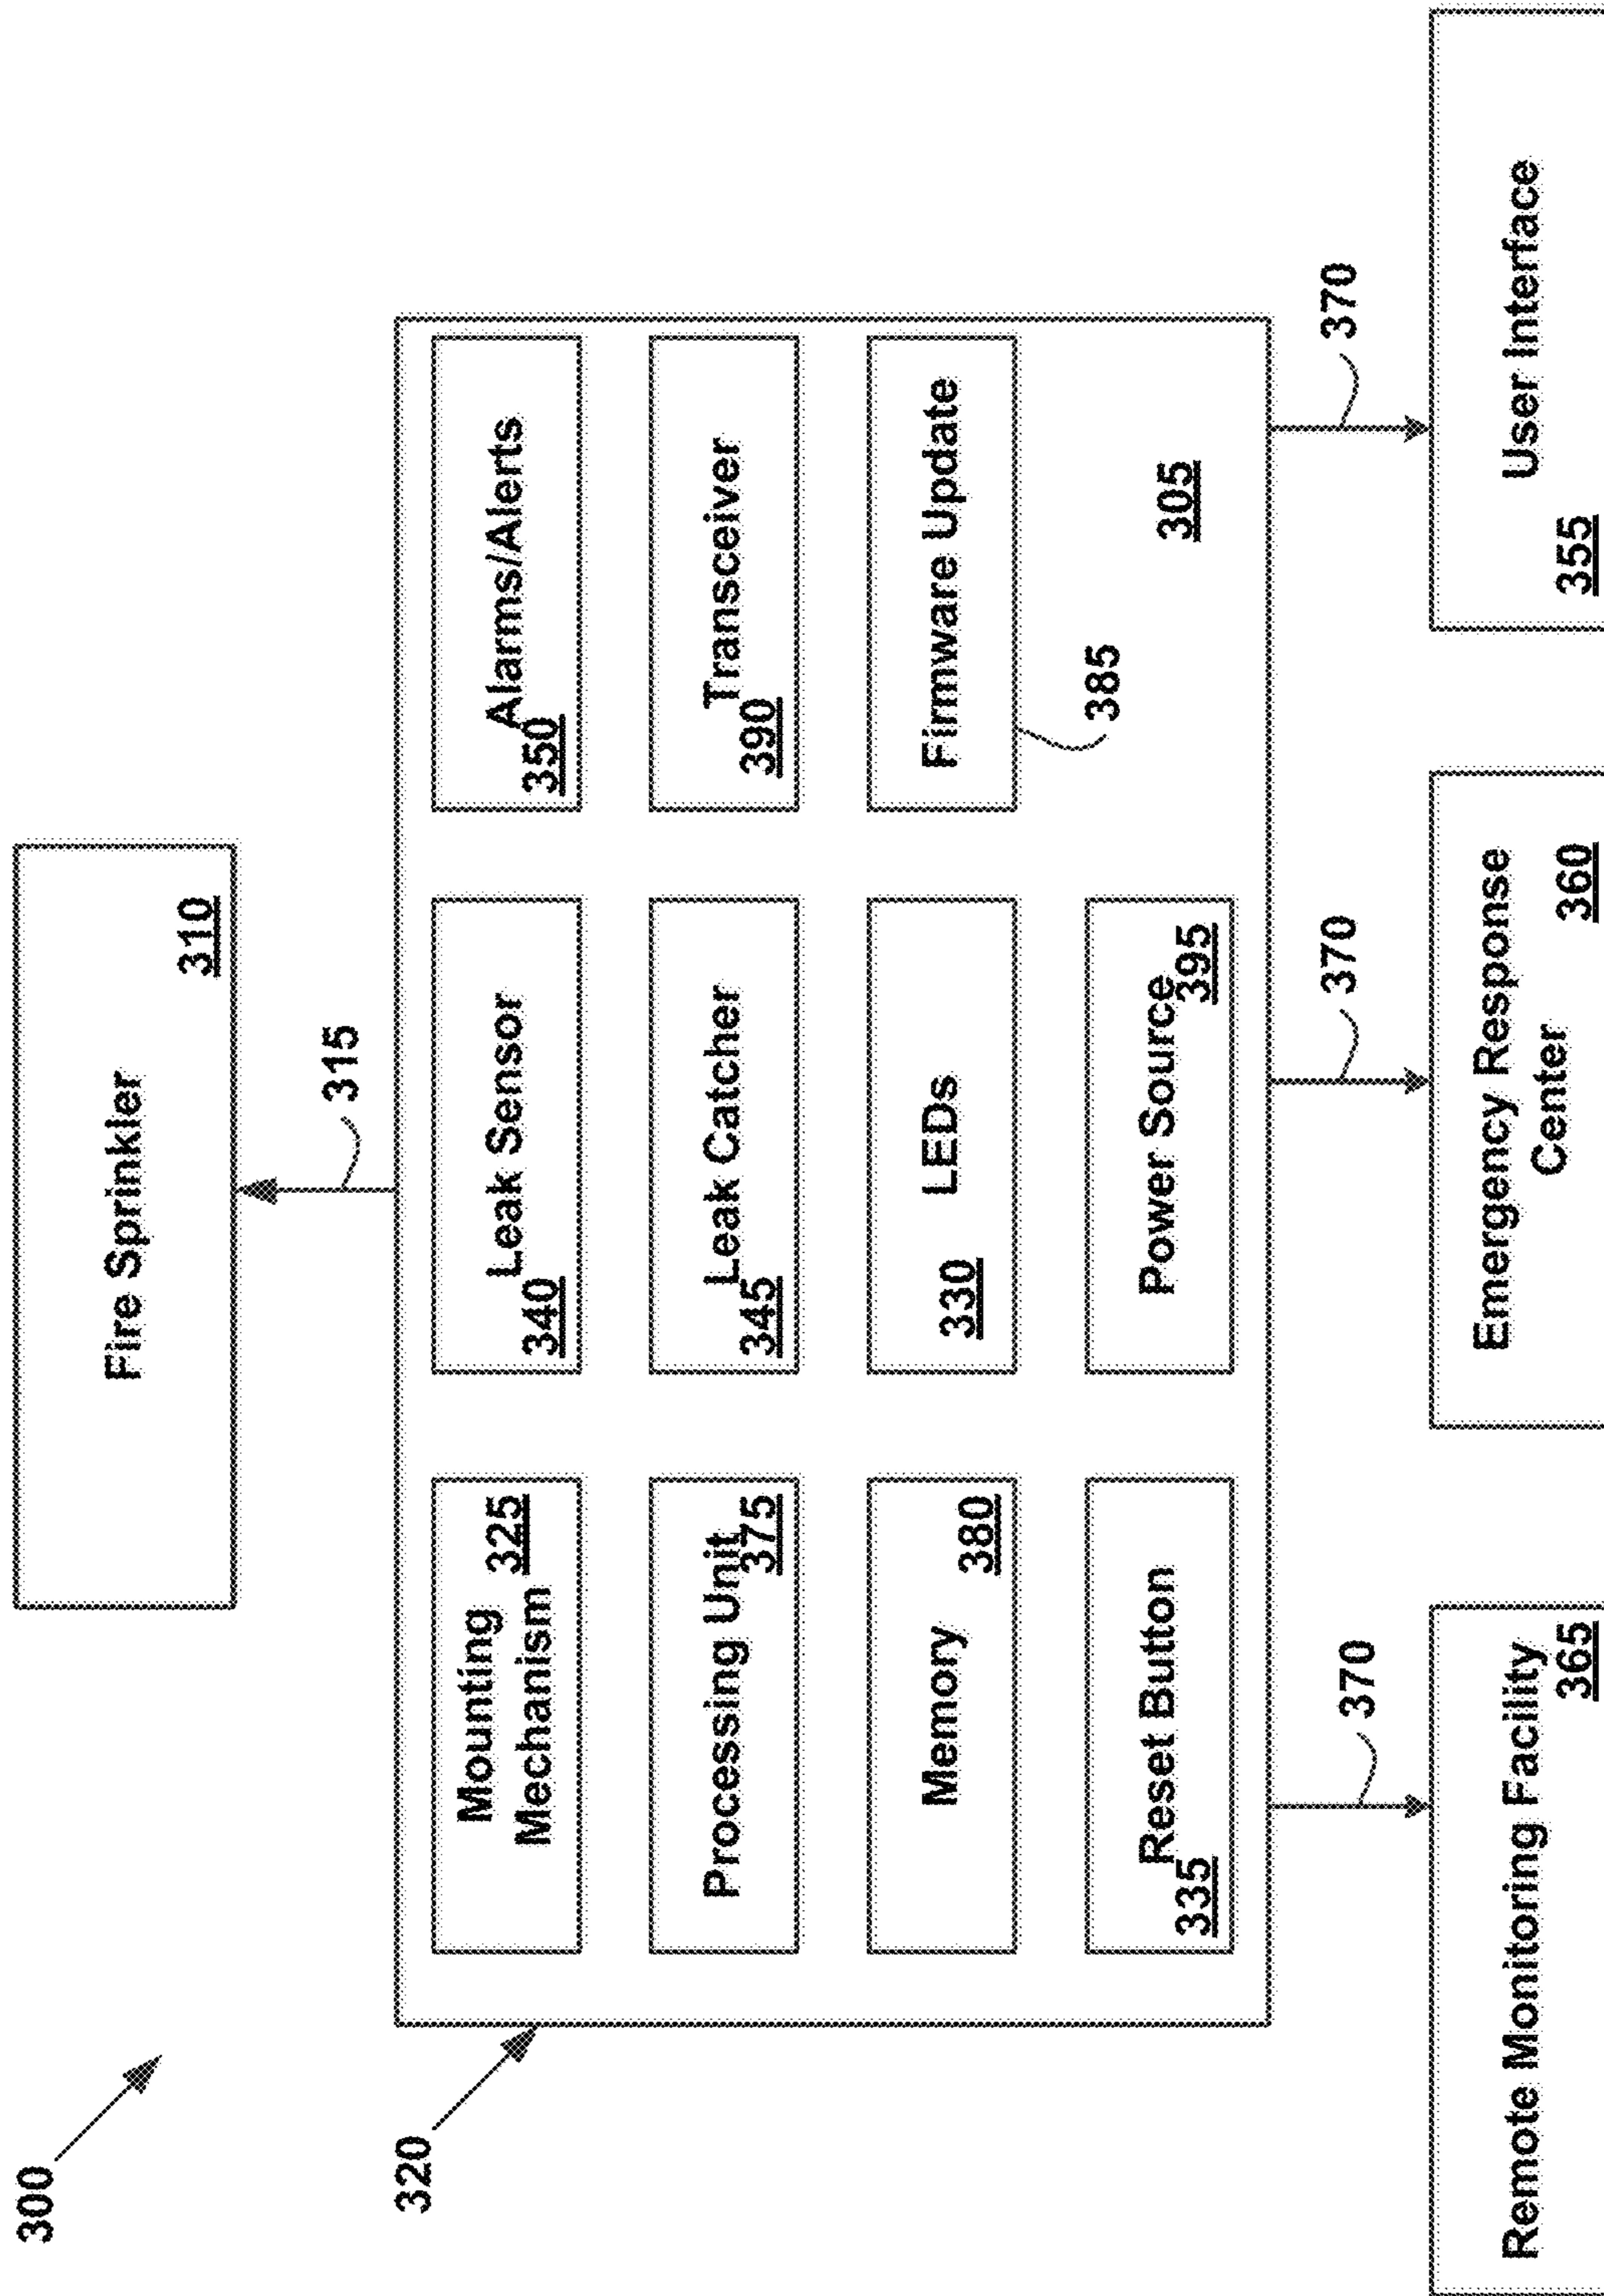 300
Fire Sprinkler
310
315
320
Mounting
Mechanism
325
Leak Sensor
340
Alarms/Alerts
350
Processing Unit
375
Leak Catcher
345
Transceiver
390
Memory
380
LEDs
330
Firmware Update
385
Reset Button
335
Power Source
395
305
370
370
370
Remote Monitoring Facility
365
Emergency Response
Center
360
User Interface
355